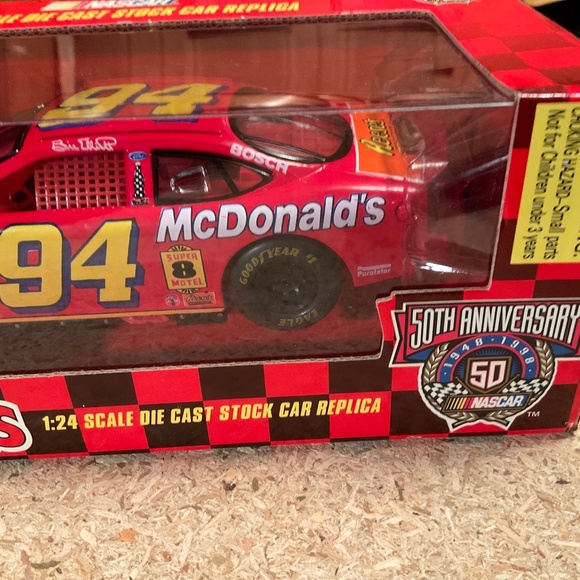 NASCAR
DIE CAST STOCK CAR REPLICA
94
BOSCH
Reese's
McDonald's
94
SUPER
8
MOTEL
GOODYEAR #1
EAGLE
Purolator
50TH ANNIVERSARY
1948-1998
50
NASCAR
TM
1:24 SCALE DIE CAST STOCK CAR REPLICA
CHOKING HAZARD-Small parts
Not for Children under 3 years